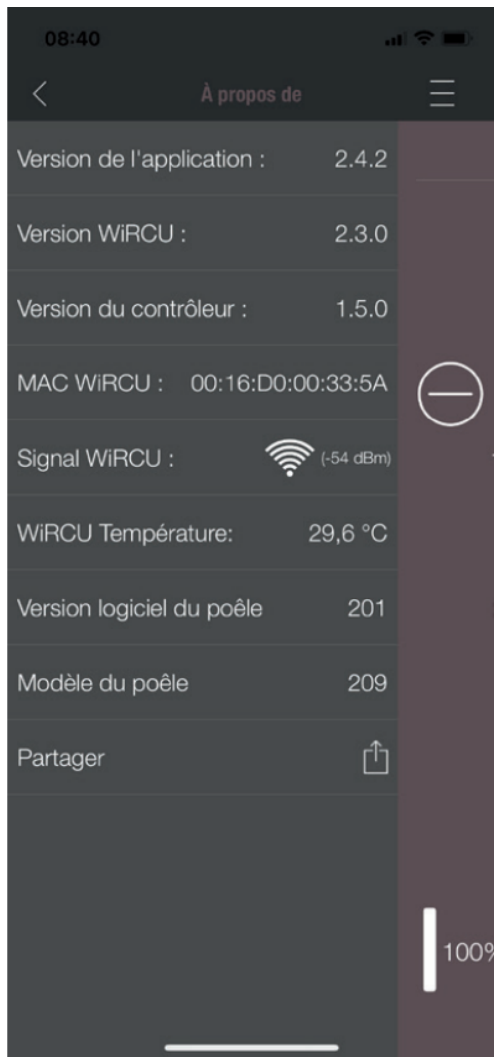 08:40
À propos de
Version de l'application : 2.4.2
Version WiRCU : 2.3.0
Version du contrôleur : 1.5.0
MAC WiRCU : 00:16:D0:00:33:5A
Signal WiRCU : (-54 dBm)
WiRCU Température: 29,6 °C
Version logiciel du poêle 201
Modèle du poêle 209
Partager
100%